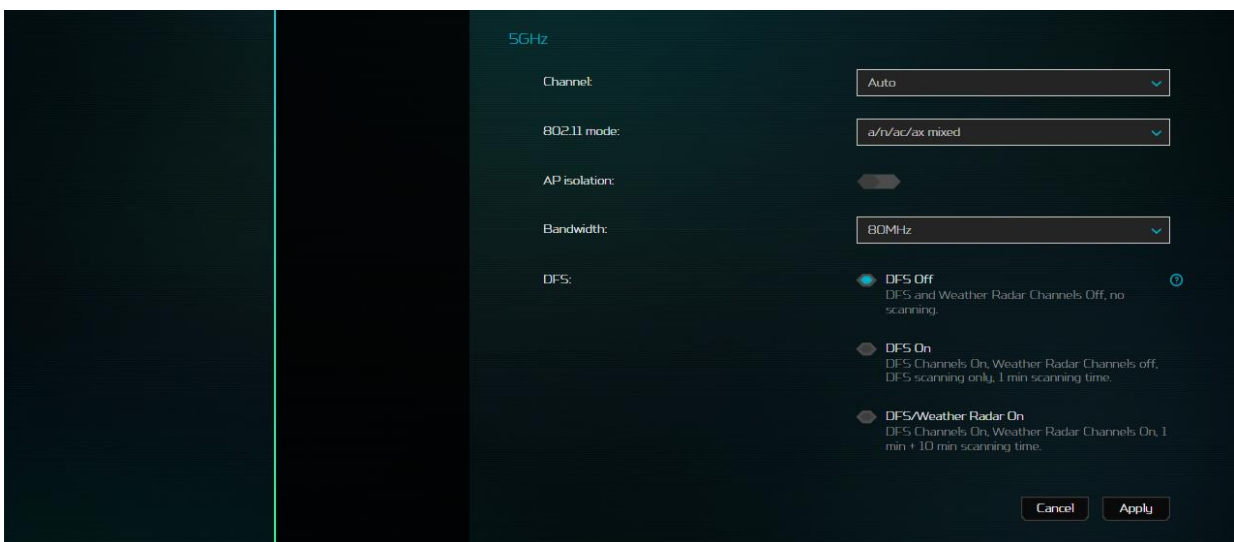 5GHz
Channel:
Auto
802.11 mode:
a/n/ac/ax mixed
AP isolation:
Bandwidth:
80MHz
DFS:
DFS Off
DFS and Weather Radar Channels Off, no
scanning.
DFS On
DFS Channels On, Weather Radar Channels off,
DFS scanning only, 1 min scanning time.
DFS/Weather Radar On
DFS Channels On, Weather Radar Channels On, 1
min + 10 min scanning time.
Cancel
Apply